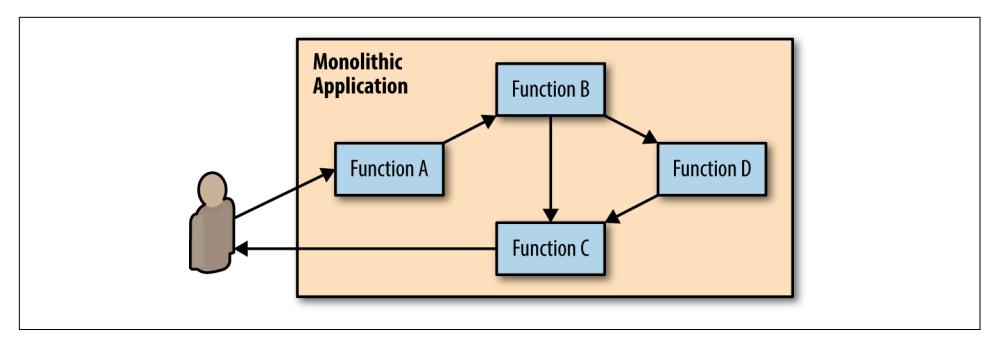 Monolithic
Application
Function B
Function A
Function D
Function C